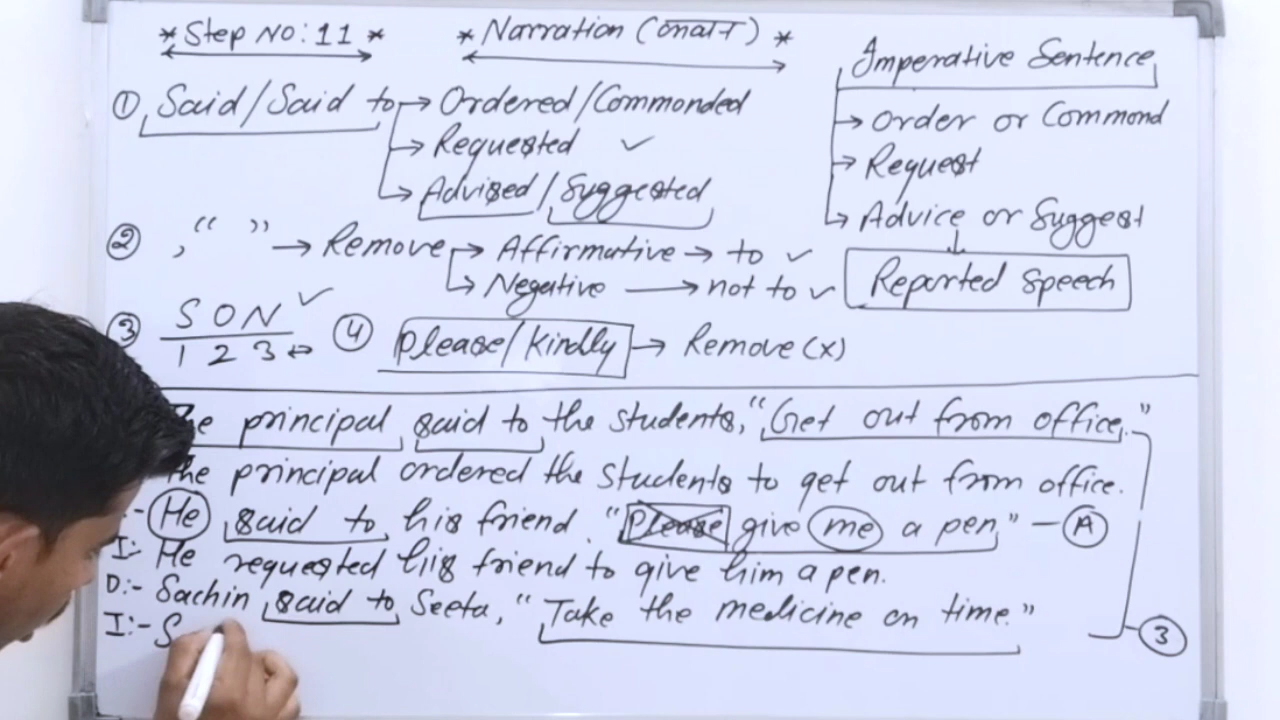 * Step No: 11 *
* Narration ( ) *
Imperative Sentence
① Said/Said to → Ordered/Commonded
→ Requested ✓
→ Advised/Suggested
→ Order or Commond
→ Request
→ Advice or Suggest
↓
Reported Speech
② , “ ” → Remove → Affirmative → to ✓
→ Negative → not to ✓
③ S O N ✓
1 2 3
④ please/kindly → Remove (x)
principal said to the students, “Get out from office.”
the principal ordered the students to get out from office.
:- He said to his friend. “Please give me a pen” - Ⓐ
I:- He requested his friend to give him a pen.
D:- Sachin said to Seeta, “Take the medicine on time.”
③
I:- S